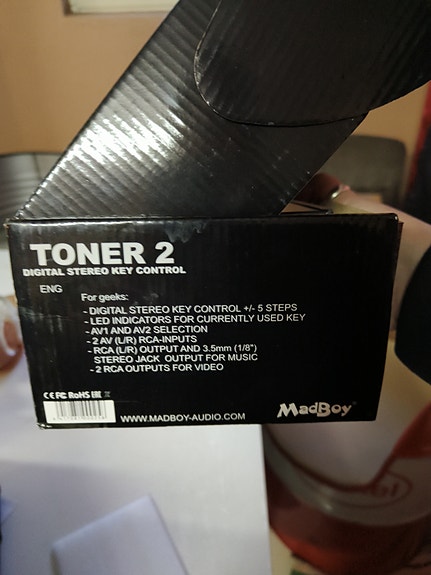 TONER 2
DIGITAL STEREO KEY CONTROL
ENG
For geeks:
- DIGITAL STEREO KEY CONTROL +/- 5 STEPS
- LED INDICATORS FOR CURRENTLY USED KEY
- AV1 AND AV2 SELECTION
- 2 AV (L/R) RCA-INPUTS
- RCA (L/R) OUTPUT AND 3.5mm (1/8")
STEREO JACK OUTPUT FOR MUSIC
- 2 RCA OUTPUTS FOR VIDEO
CE FC RoHS EAC
WWW.MADBOY-AUDIO.COM
MadBoy®